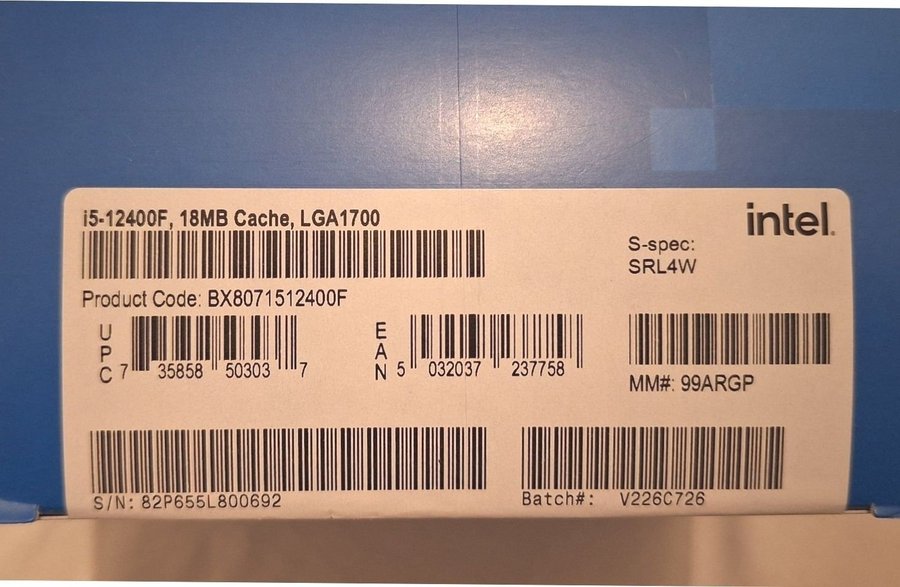 i5-12400F, 18MB Cache, LGA1700
intel.
S-spec:
SRL4W
Product Code: BX8071512400F
UPC 7 35858 50303 7
EAN 5 032037 237758
MM#: 99ARGP
S/N: 82P655L800692
Batch#: V226C726